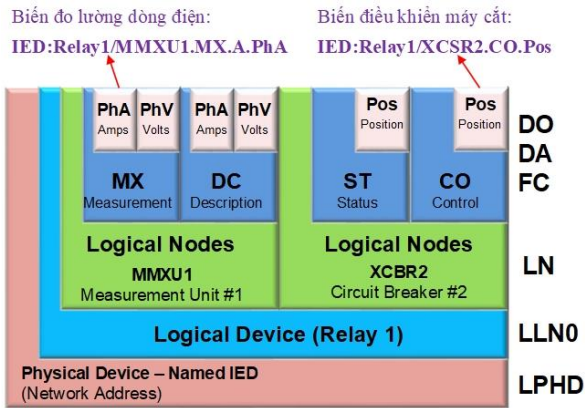 Biến đo lường dòng điện:
IED:Relay1/MMXU1.MX.A.PhA
Biến điều khiển máy cắt:
IED:Relay1/XCSR2.CO.Pos
PhA
Amps
PhV
Volts
PhA
Amps
PhV
Volts
Pos
Position
Pos
Position
DO
DA
FC
MX
Measurement
DC
Description
ST
Status
CO
Control
Logical Nodes
MMXU1
Measurement Unit #1
Logical Nodes
XCBR2
Circuit Breaker #2
LN
Logical Device (Relay 1)
LLN0
Physical Device – Named IED
(Network Address)
LPHD